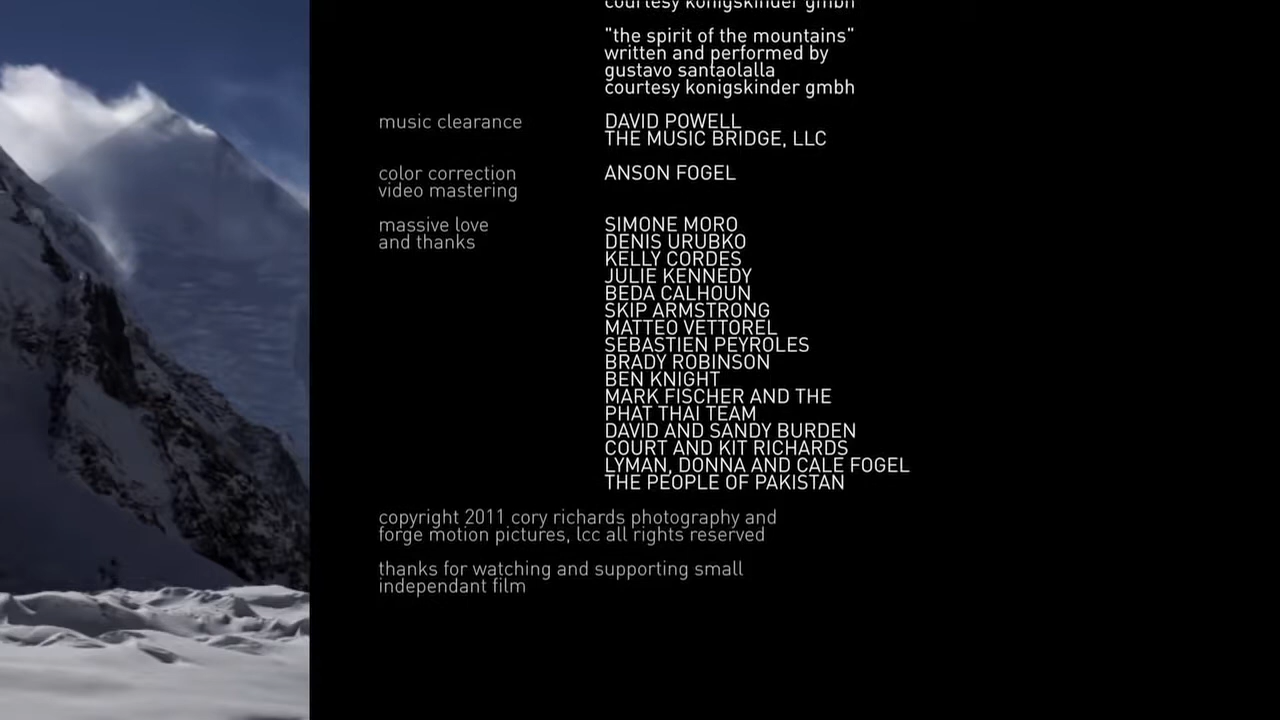 courtesy konigskinder gmbh
"the spirit of the mountains"
written and performed by
gustavo santaolalla
courtesy konigskinder gmbh
music clearance DAVID POWELL
THE MUSIC BRIDGE, LLC
color correction ANSON FOGEL
video mastering
massive love SIMONE MORO
and thanks DENIS URUBKO
KELLY CORDES
JULIE KENNEDY
BEDA CALHOUN
SKIP ARMSTRONG
MATTEO VETTOREL
SEBASTIEN PEYROLES
BRADY ROBINSON
BEN KNIGHT
MARK FISCHER AND THE
PHAT THAI TEAM
DAVID AND SANDY BURDEN
COURT AND KIT RICHARDS
LYMAN, DONNA AND CALE FOGEL
THE PEOPLE OF PAKISTAN
copyright 2011 cory richards photography and
forge motion pictures, lcc all rights reserved
thanks for watching and supporting small
independant film